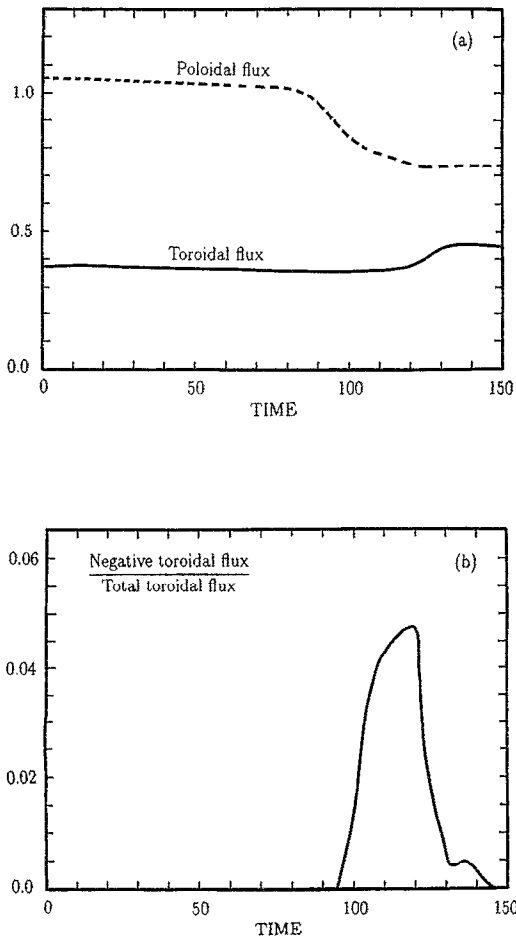 (a)
Poloidal flux
1.0
0.5
Toroidal flux
0.0
0 50 100 150
TIME
0.06
Negative toroidal flux
Total toroidal flux
(b)
0.04
0.02
0.0
0 50 100 150
TIME